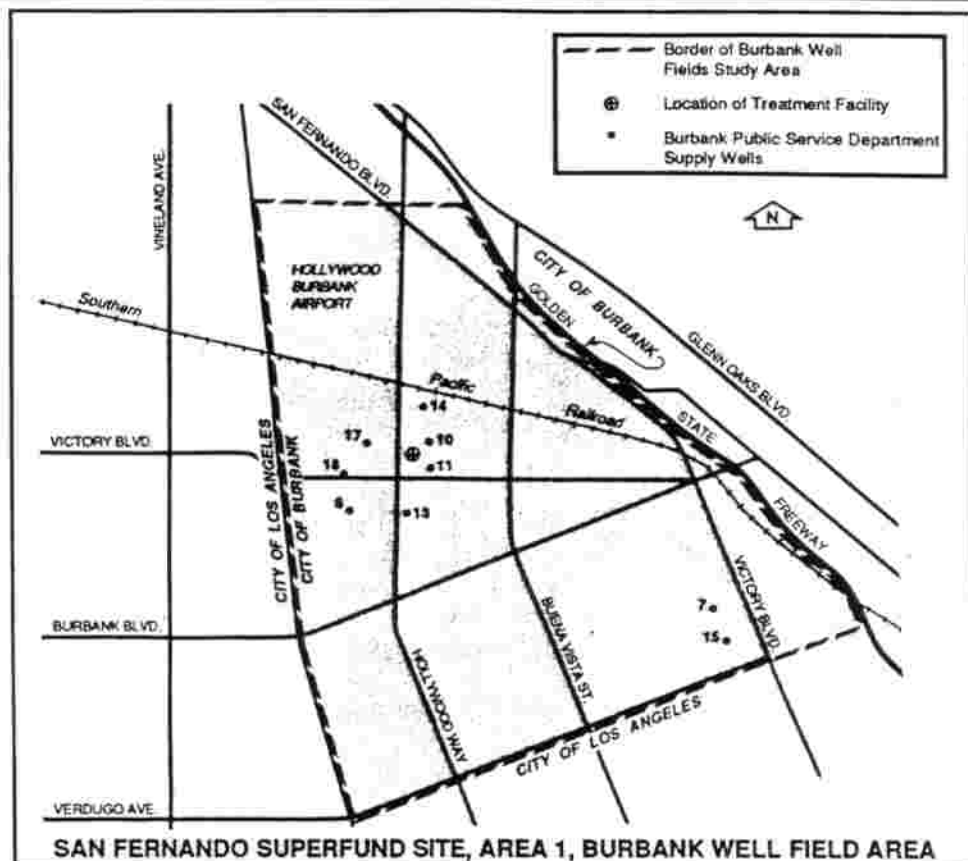 Border of Burbank Well
Fields Study Area
Location of Treatment Facility
Burbank Public Service Department
Supply Wells
N
SAN FERNANDO BLVD.
VINELAND AVE.
HOLLYWOOD
BURBANK
AIRPORT
CITY OF BURBANK
GOLDEN
STATE
FREEWAY
GLENN OAKS BLVD
Southern
Pacific
Railroad
14
17
10
VICTORY BLVD.
11
CITY OF LOS ANGELES
CITY OF BURBANK
13
7
VICTORY BLVD.
15
BURBANK BLVD.
BUENA VISTA ST.
HOLLYWOOD WAY
CITY OF LOS ANGELES
VERDUGO AVE.
SAN FERNANDO SUPERFUND SITE, AREA 1, BURBANK WELL FIELD AREA